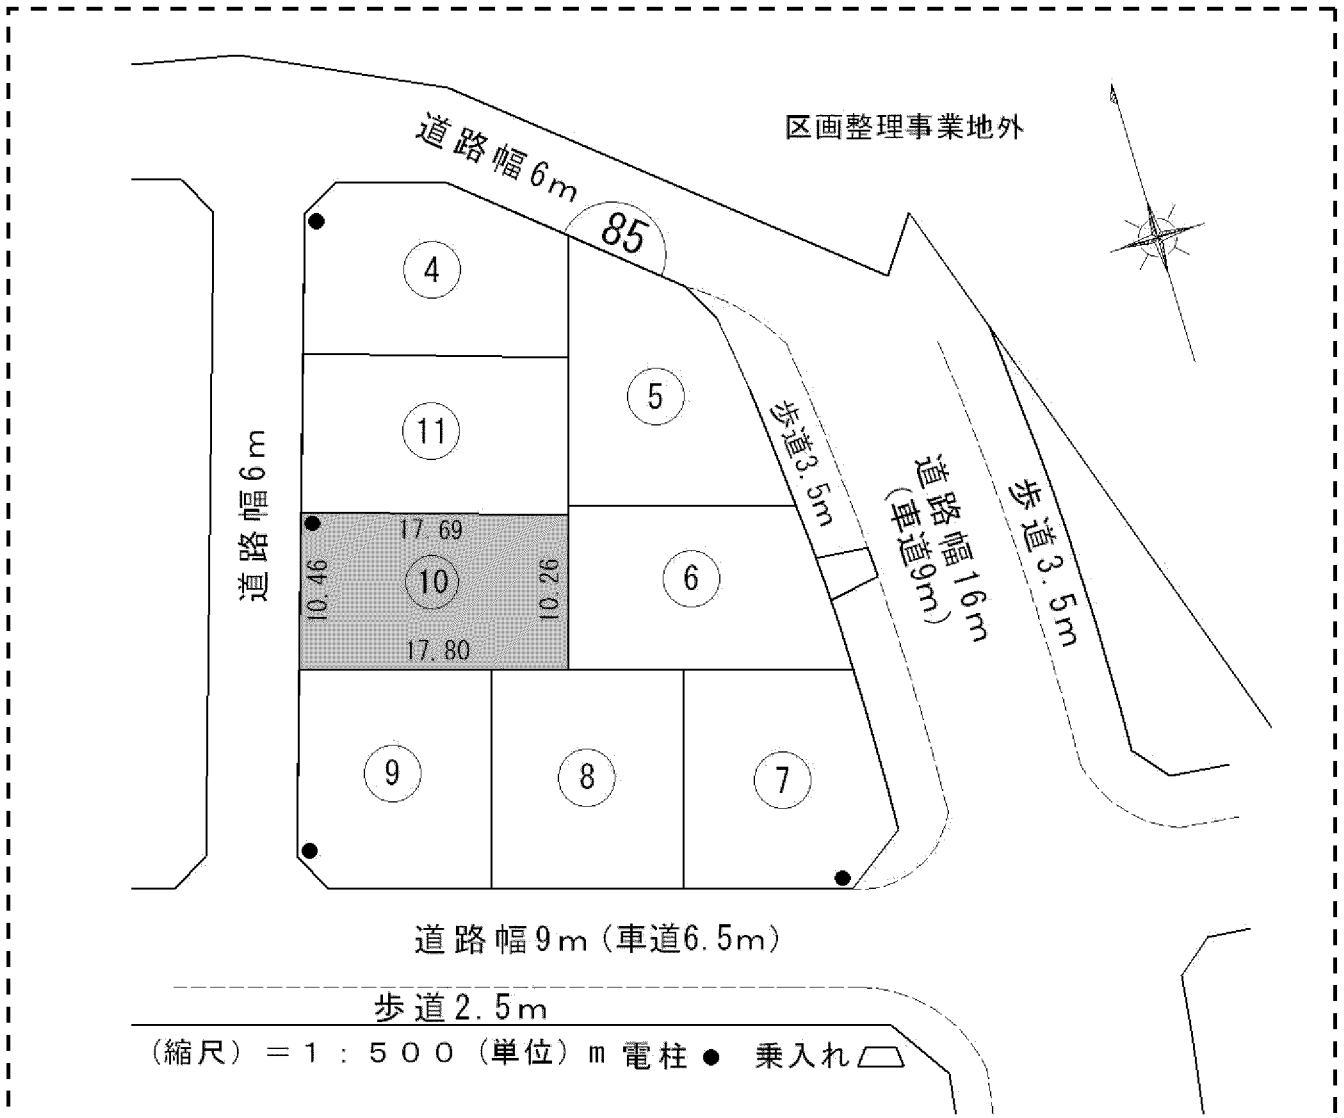 区画整理事業地外
道路幅6m
85
4
5
歩道3.5m
11
道路幅6m
道路幅16m
(車道9m)
歩道3.5m
17.69
10.46
10
10.26
17.80
6
9
8
7
道路幅9m(車道6.5m)
歩道2.5m
(縮尺)=1:500(単位)m 電柱● 乗入れ